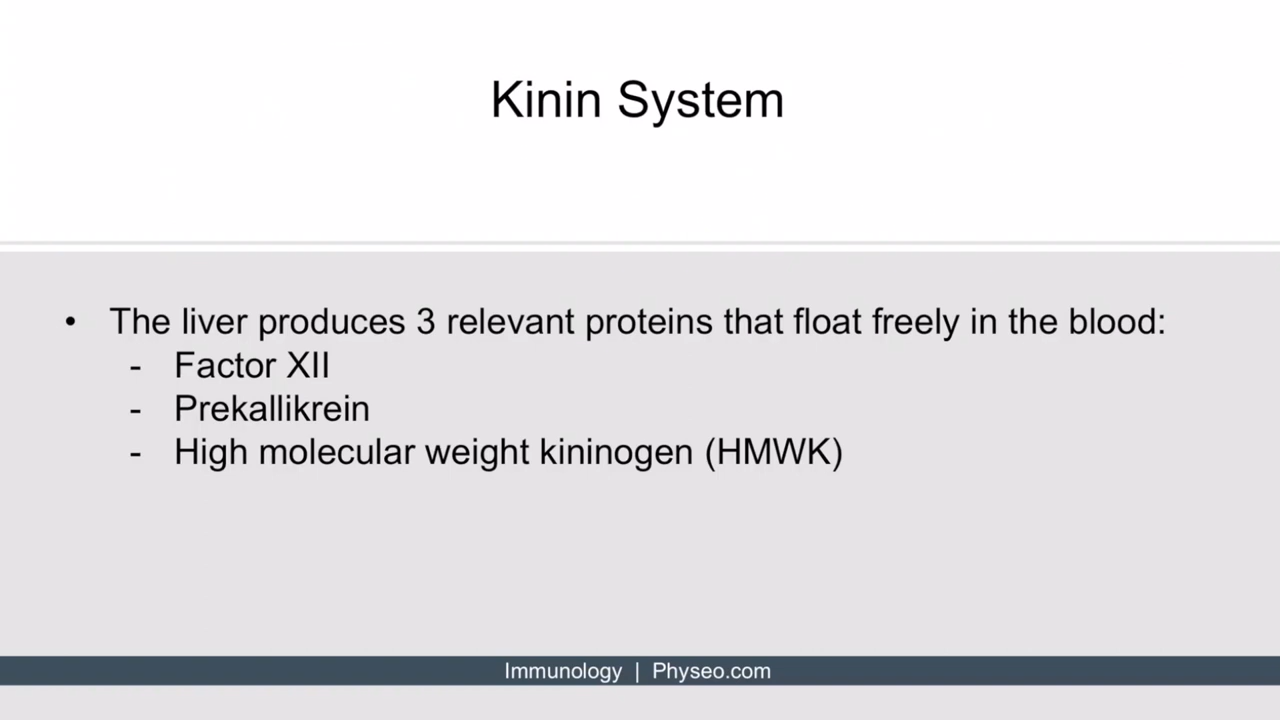 Kinin System
• The liver produces 3 relevant proteins that float freely in the blood:
- Factor XII
- Prekallikrein
- High molecular weight kininogen (HMWK)
Immunology | Physeo.com